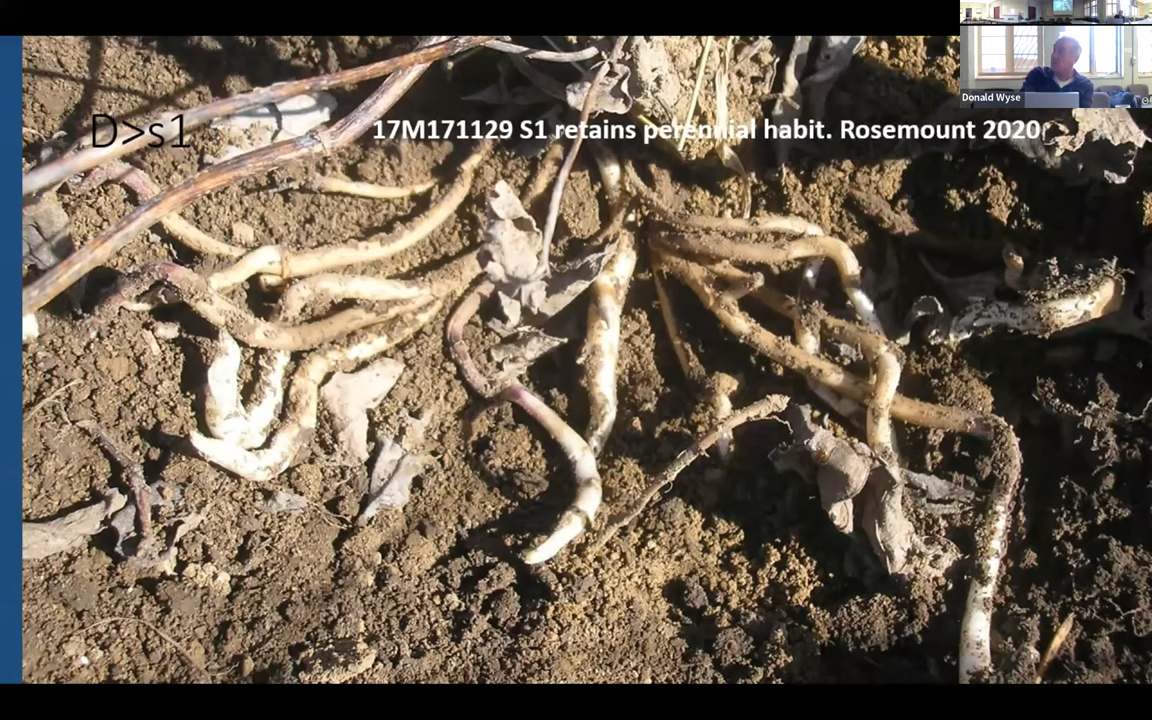 D>s1
17M171129 S1 retains perennial habit. Rosemount 2020
Donald Wyse